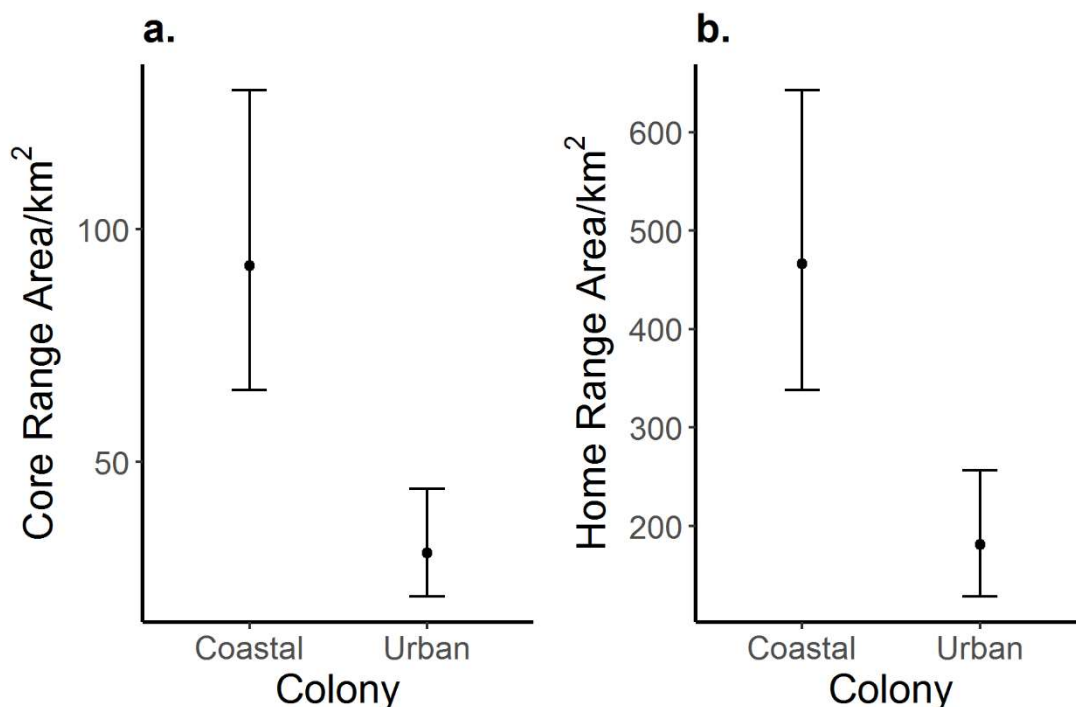 a.
Core Range Area/km²
100
50
Coastal Urban
Colony
b.
Home Range Area/km²
600
500
400
300
200
Coastal Urban
Colony